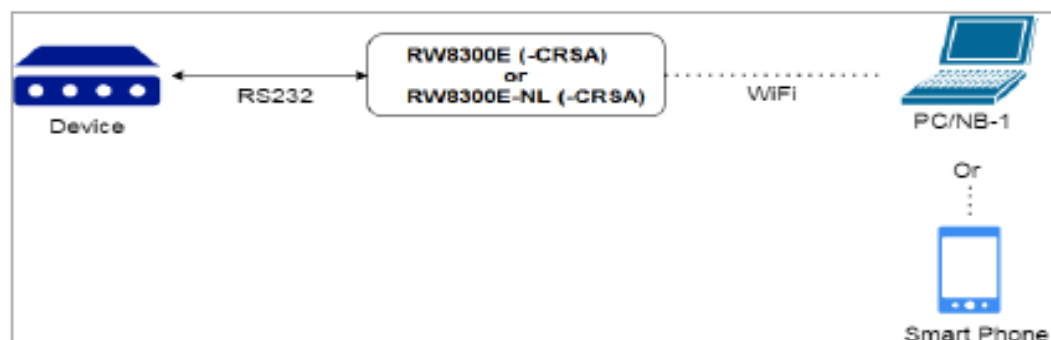 RW8300E (-CRSA)
or
RW8300E-NL (-CRSA)
RS232
WiFi
Device
PC/NB-1
Or
Smart Phone